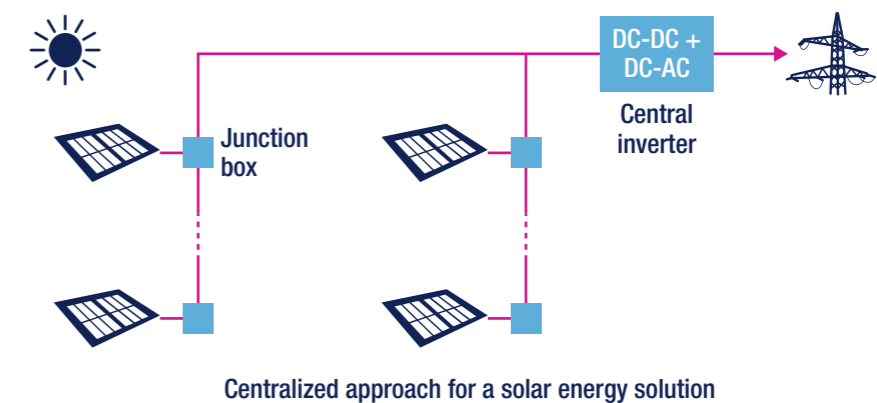 DC-DC +
DC-AC
Central
inverter
Junction
box
Centralized approach for a solar energy solution